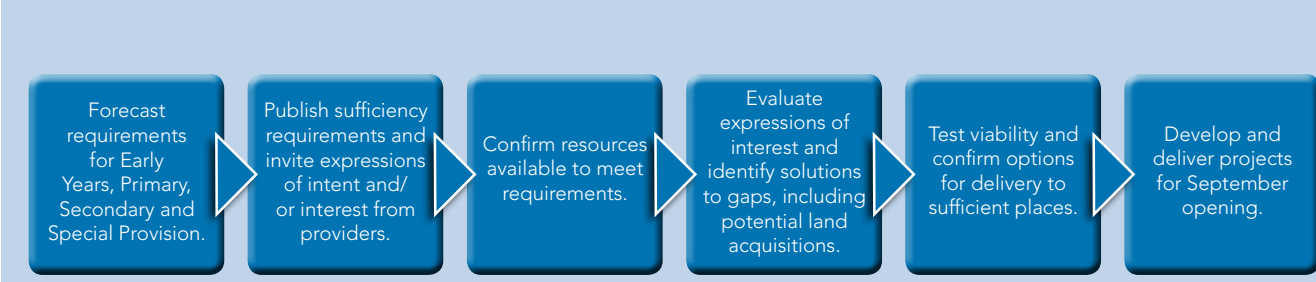 Forecast
requirements
for Early
Years, Primary,
Secondary and
Special Provision.
Publish sufficiency
requirements and
invite expressions
of intent and/
or interest from
providers.
Confirm resources
available to meet
requirements.
Evaluate
expressions of
interest and
identify solutions
to gaps, including
potential land
acquisitions.
Test viability and
confirm options
for delivery to
sufficient places.
Develop and
deliver projects
for September
opening.